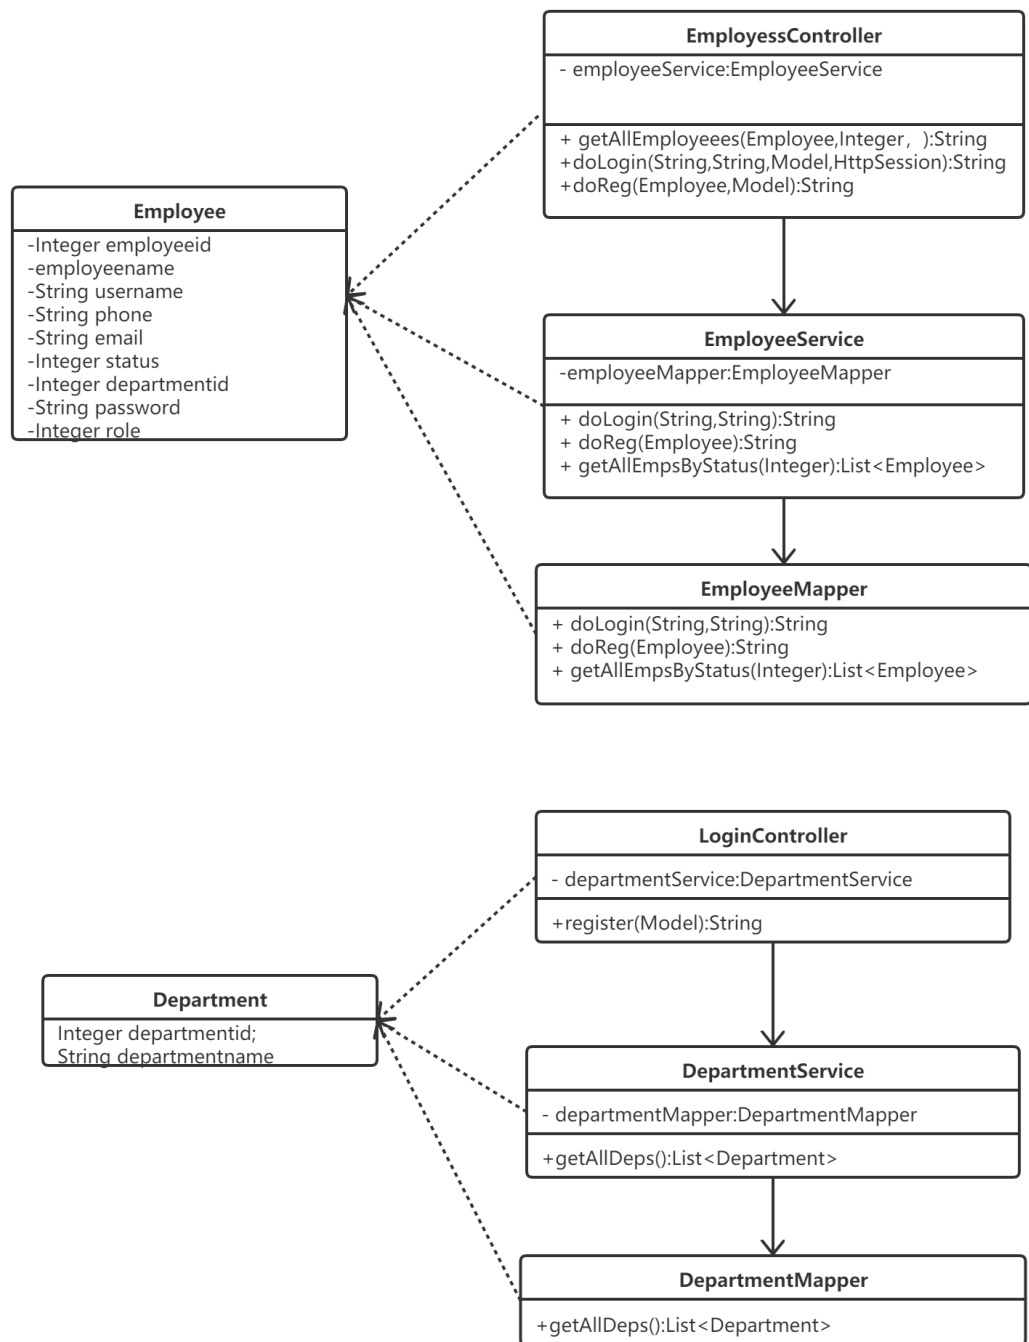 EmployessController
- employeeService:EmployeeService
+ getAllEmployeees(Employee,Integer, ):String
+doLogin(String,String,Model,HttpSession):String
+doReg(Employee,Model):String
Employee
-Integer employeeid
-employeename
-String username
-String phone
-String email
-Integer status
-Integer departmentid
-String password
-Integer role
EmployeeService
-employeeMapper:EmployeeMapper
+ doLogin(String,String):String
+ doReg(Employee):String
+ getAllEmpsByStatus(Integer):List<Employee>
EmployeeMapper
+ doLogin(String,String):String
+ doReg(Employee):String
+ getAllEmpsByStatus(Integer):List<Employee>
LoginController
- departmentService:DepartmentService
+register(Model):String
Department
Integer departmentid;
String departmentname
DepartmentService
- departmentMapper:DepartmentMapper
+getAllDeps():List<Department>
DepartmentMapper
+getAllDeps():List<Department>